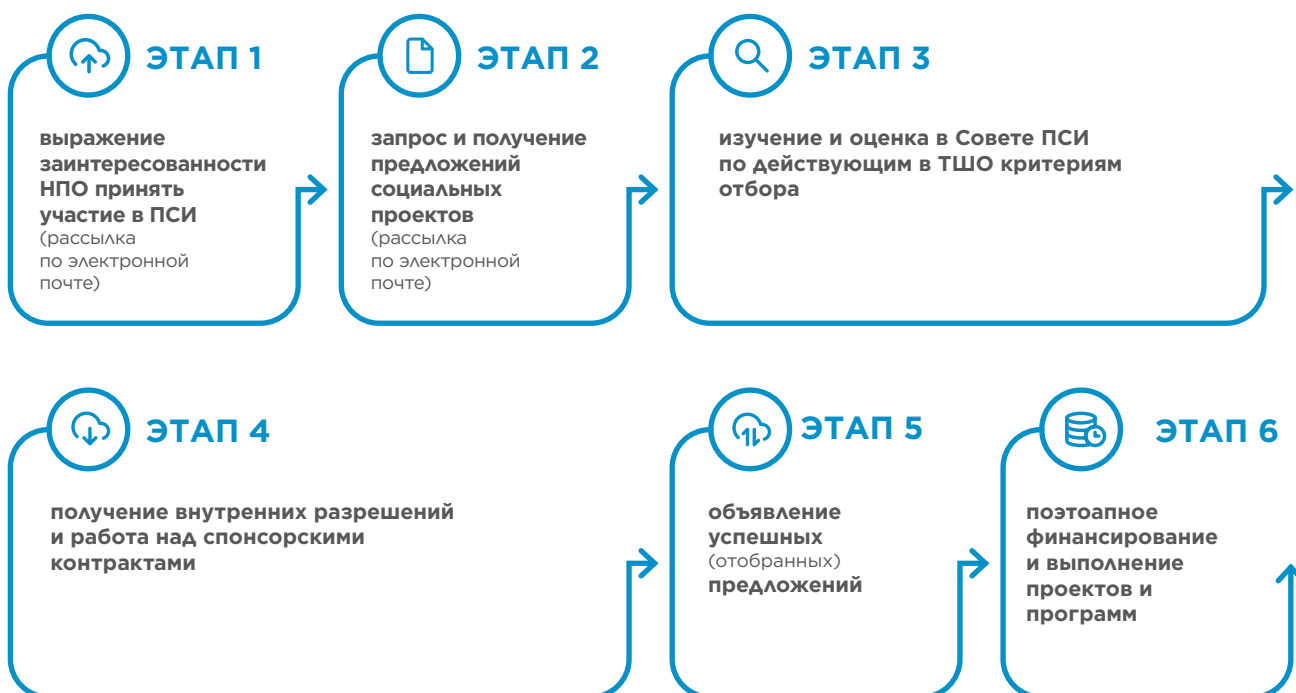 ЭТАП 1
выражение
заинтересованности
НПО принять
участие в ПСИ
(рассылка
по электронной
почте)
ЭТАП 2
запрос и получение
предложений
социальных
проектов
(рассылка
по электронной
почте)
ЭТАП 3
изучение и оценка в Совете ПСИ
по действующим в ТШО критериям
отбора
ЭТАП 4
получение внутренних разрешений
и работа над спонсорскими
контрактами
ЭТАП 5
объявление
успешных
(отобранных)
предложений
ЭТАП 6
поэтоапное
финансирование
и выполнение
проектов и
программ